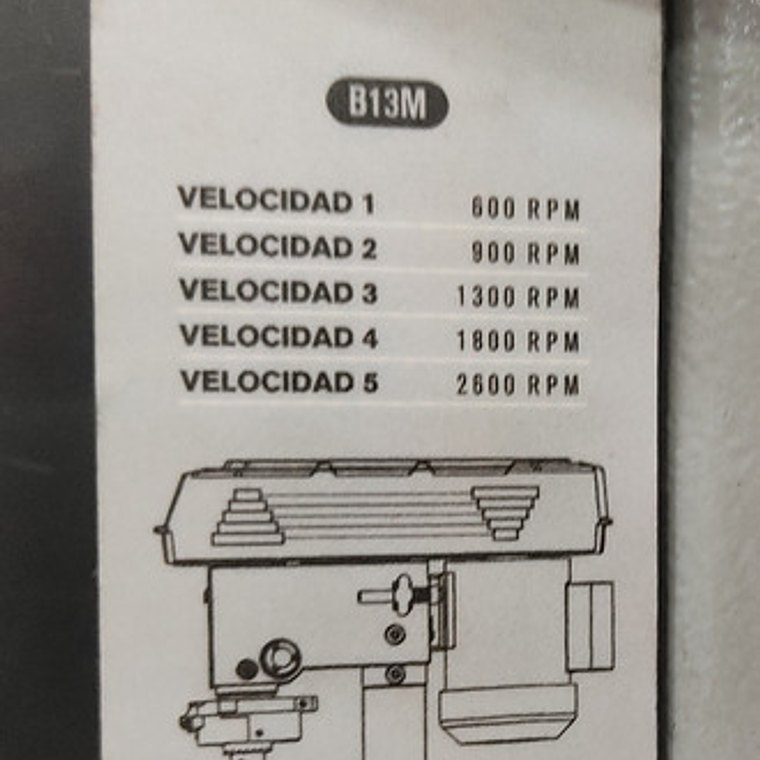 B13M
VELOCIDAD 1 600 RPM
VELOCIDAD 2 900 RPM
VELOCIDAD 3 1300 RPM
VELOCIDAD 4 1800 RPM
VELOCIDAD 5 2600 RPM